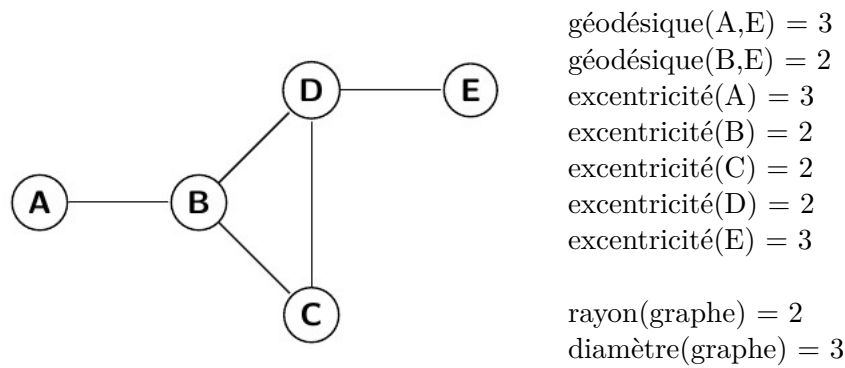 D
E
A
B
C
géodésique(A,E) = 3
géodésique(B,E) = 2
excentricité(A) = 3
excentricité(B) = 2
excentricité(C) = 2
excentricité(D) = 2
excentricité(E) = 3
rayon(graphe) = 2
diamètre(graphe) = 3